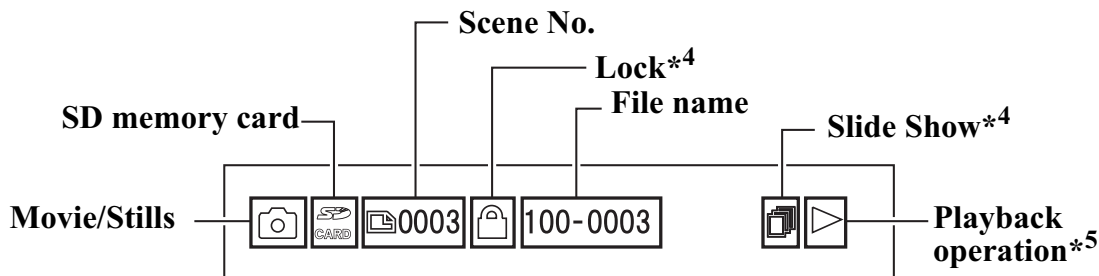 Scene No.
Lock*4
File name
SD memory card
Slide Show*4
Movie/Stills
SD
CARD
0003
100-0003
Playback
operation*5